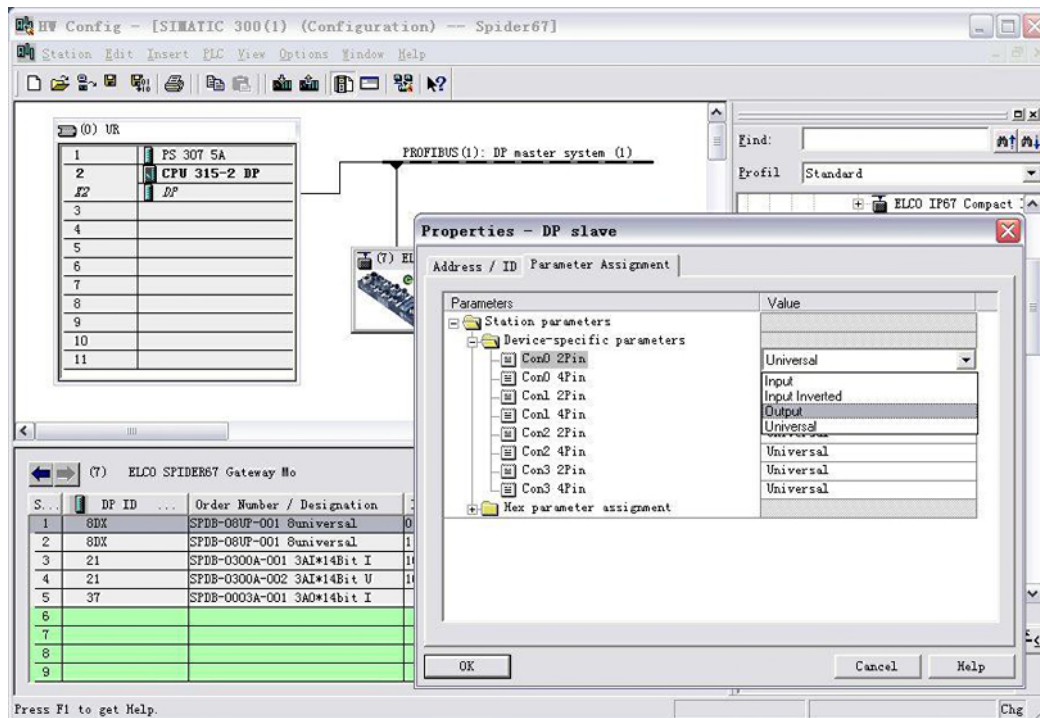 HW Config - [SIMATIC 300(1) (Configuration) -- Spider67]
Station Edit Insert PLC View Options Window Help
(0) UR
1 PS 307 5A
2 CPU 315-2 DP
X2 DP
3
4
5
6
7
8
9
10
11
PROFIBUS(1): DP master system (1)
(7) EL
Find:
Profil Standard
ELCO IP67 Compact
Properties - DP slave
Address / ID Parameter Assignment
Parameters Value
Station parameters
Device-specific parameters
Con0 2Pin Universal
Con0 4Pin
Con1 2Pin
Con1 4Pin
Con2 2Pin
Con2 4Pin Universal
Con3 2Pin Universal
Con3 4Pin Universal
Hex parameter assignment
Input
Input Inverted
Output
Universal
OK Cancel Help
(7) ELCO SPIDER67 Gateway Mo
S... DP ID ... Order Number / Designation
1 8DX SPDB-08UP-001 8universal 0
2 8DX SPDB-08UP-001 8universal 1
3 21 SPDB-0300A-001 3AI*14Bit I
4 21 SPDB-0300A-002 3AI*14Bit U
5 37 SPDB-0003A-001 3AO*14bit I
6
7
8
9
Press F1 to get Help. Chg